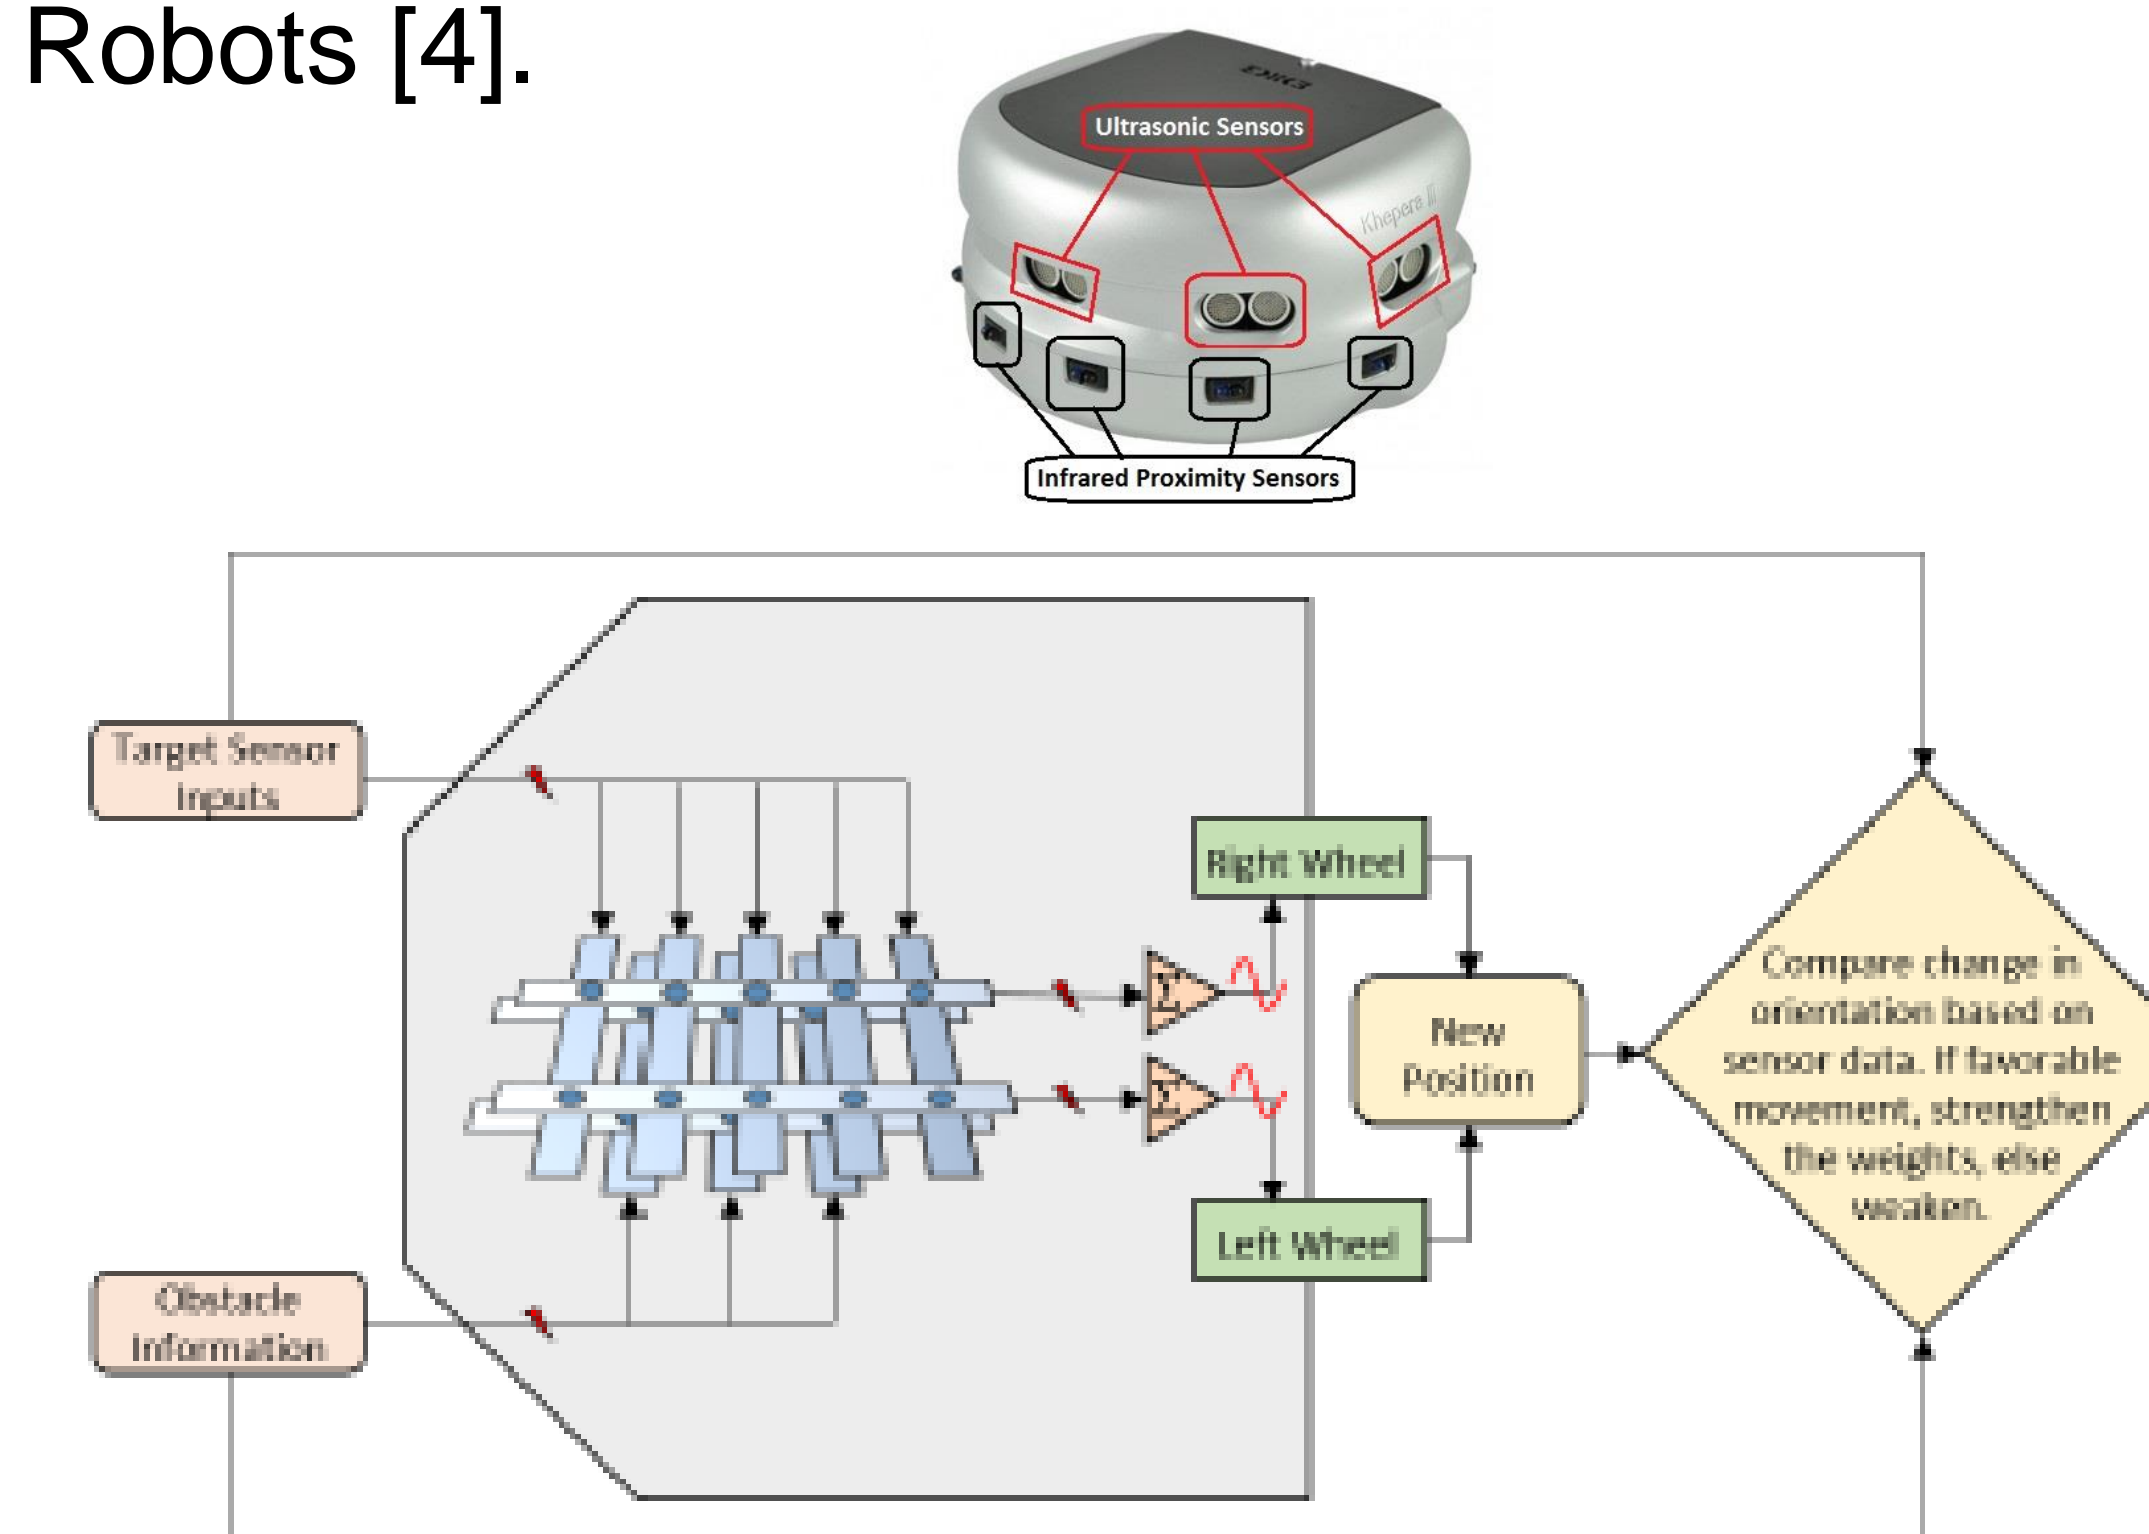 Robots [4].
Ultrasonic Sensors
Khepera III
Infrared Proximity Sensors
Target Sensor
Inputs
Right Wheel
Compare change in
orientation based on
sensor data. If favorable
movement, strengthen
the weights, else
weaken.
New
Position
Left Wheel
Obstacle
Information
Σ
Σ